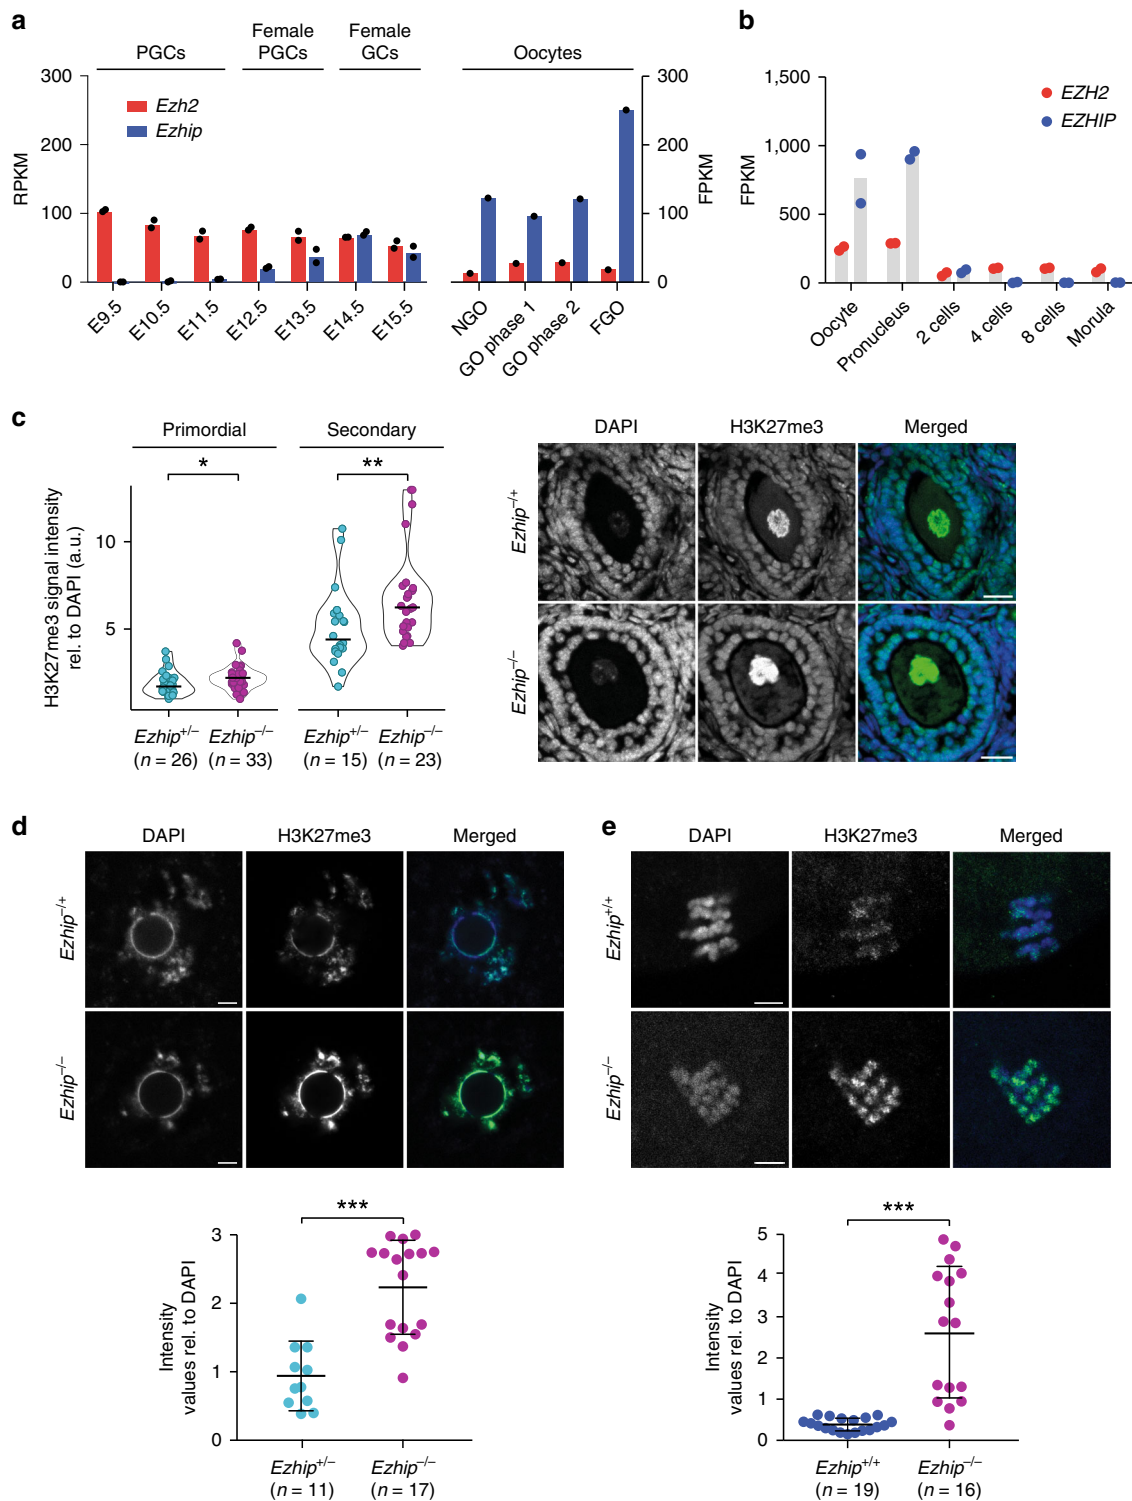 a
PGCs
Female PGCs
Female GCs
Oocytes
RPKM
300
200
100
0
Ezh2
Ezhip
E9.5
E10.5
E11.5
E12.5
E13.5
E14.5
E15.5
NGO
GO phase 1
GO phase 2
FGO
300
200
100
0
FPKM
b
FPKM
1,500
1,000
500
0
EZH2
EZHIP
Oocyte
Pronucleus
2 cells
4 cells
8 cells
Morula
c
Primordial
Secondary
*
**
H3K27me3 signal intensity
rel. to DAPI (a.u.)
10
5
Ezhip+/–
(n = 26)
Ezhip–/–
(n = 33)
Ezhip+/–
(n = 15)
Ezhip–/–
(n = 23)
DAPI
H3K27me3
Merged
Ezhip–/+
Ezhip–/–
d
DAPI
H3K27me3
Merged
Ezhip–/+
Ezhip–/–
***
Intensity
values rel. to DAPI
3
2
1
0
Ezhip+/–
(n = 11)
Ezhip–/–
(n = 17)
e
DAPI
H3K27me3
Merged
Ezhip+/+
Ezhip–/–
***
Intensity
values rel. to DAPI
5
4
3
2
1
0
Ezhip+/+
(n = 19)
Ezhip–/–
(n = 16)